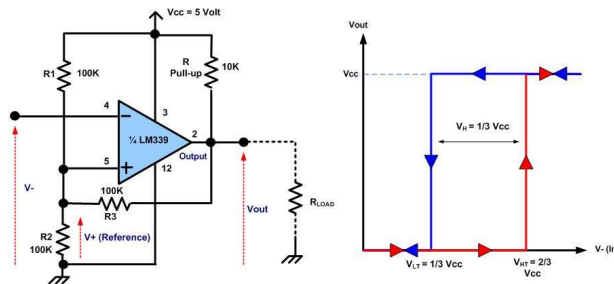 Vcc = 5 Volt
R1
100K
R
Pull-up
10K
4
3
¼ LM339
2
Output
5
12
V-
100K
R3
R2
100K
V+ (Reference)
Vout
RLOAD
Vout
Vcc
VH = 1/3 Vcc
VLT = 1/3 Vcc
VHT = 2/3
Vcc
V- (In